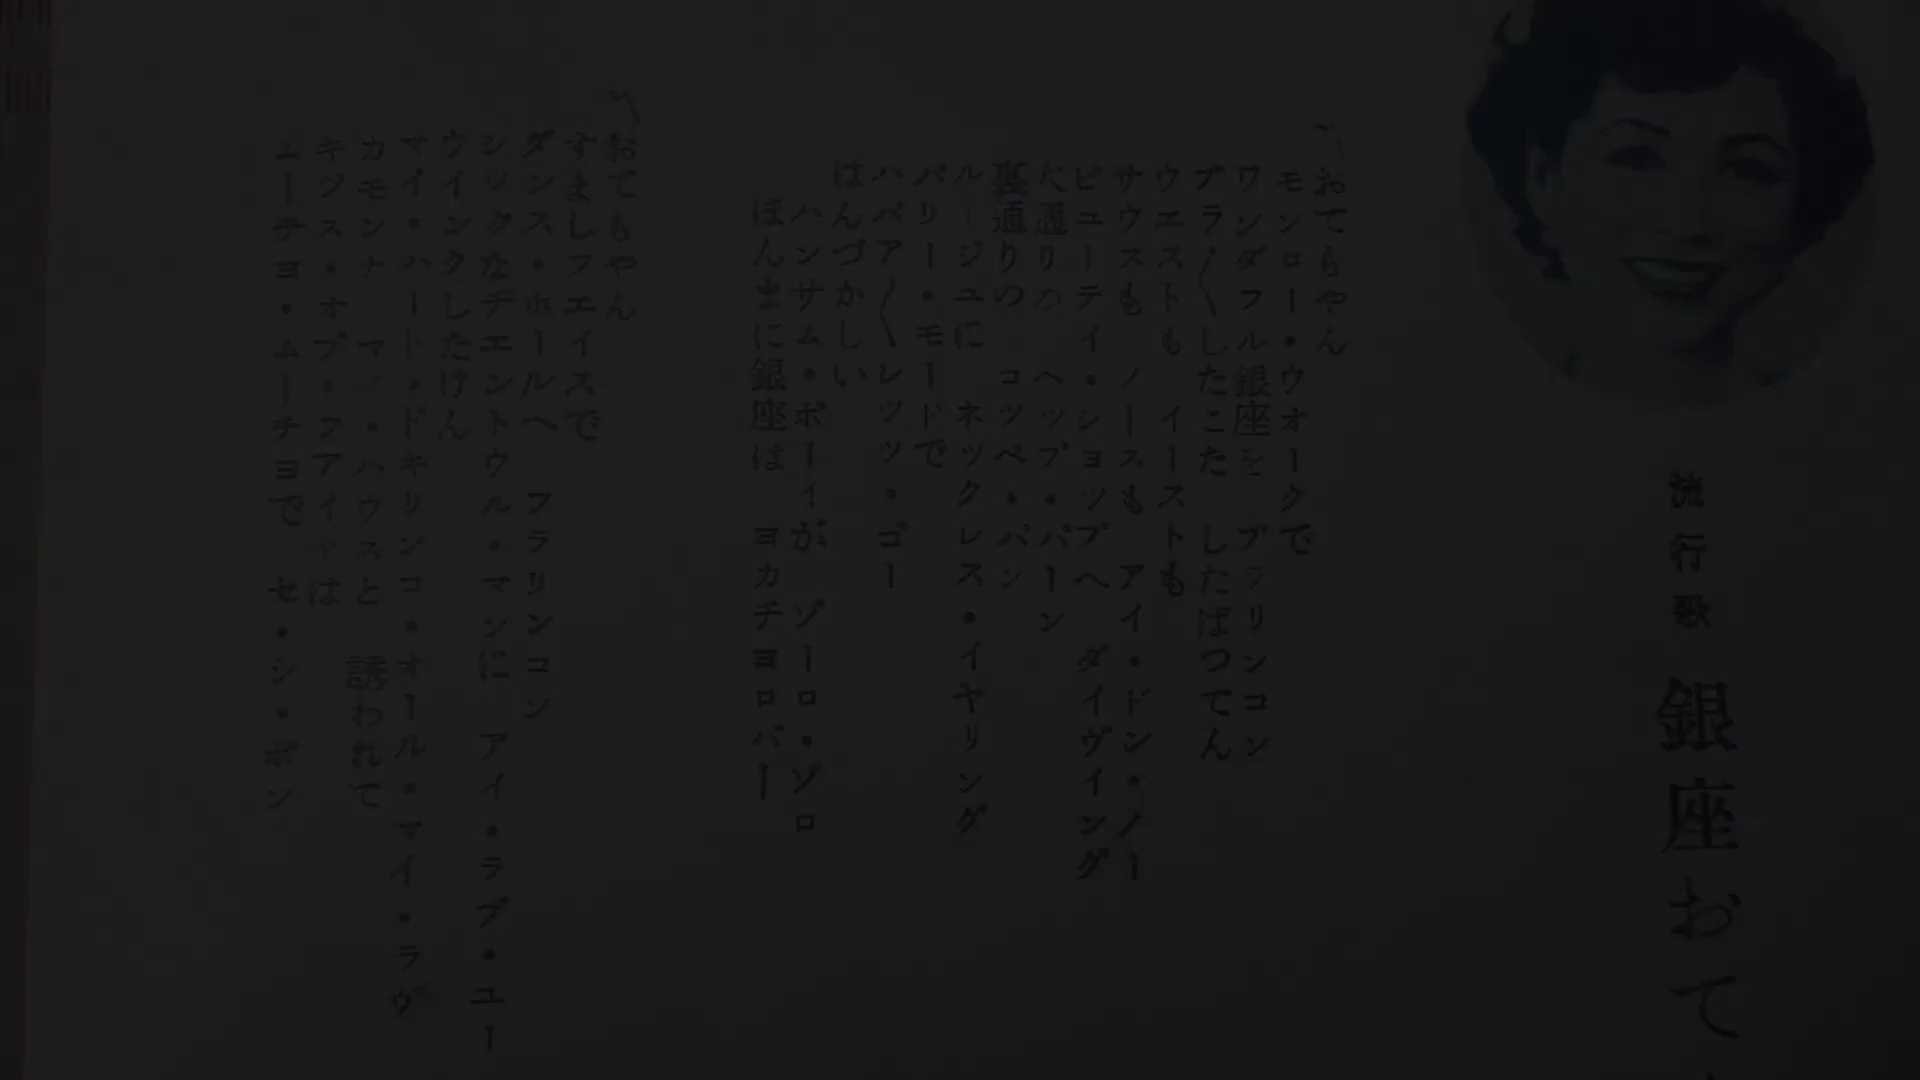 流行歌 銀座おて
〽おてもやん
モンロー・ウオークで
ワンダフル銀座を ブラリンコン
ブラ〳〵したこた したばつてん
ウエストも イーストも
サウスも ノースも アイ・ドン・ノー
ビューティ・ショップへ ダイヴイング
大通りの ヘップ・バーン
裏通りの コッペ・パン
ルージュに ネックレス・イヤリング
パリー・モードで
ハバア〳〵レッツ・ゴー
はんづかしい
ハンサム・ボーイが ゾーロ・ゾロ
ほんまに銀座は ヨカチヨロバー
〽おてもやん
すましフエイスで
ダンス・ホールへ フラリンコン
シックなチエントウル・マンに アイ・ラブ・ユー
ウインクしたけん
マイ・ハート・ドキリンコ・オール・マイ・ラヴ
カモンナ マイ・ハウスと 誘われて
キッス・オブ・フアイヤは
ムーチヨ・ムーチヨで セ・シ・ボン